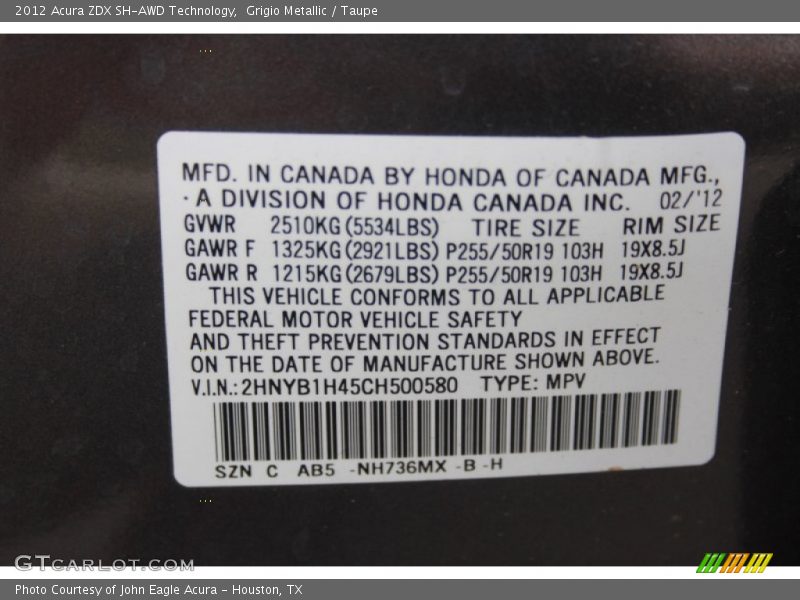 2012 Acura ZDX SH-AWD Technology,  Grigio Metallic / Taupe
MFD. IN CANADA BY HONDA OF CANADA MFG.,
A DIVISION OF HONDA CANADA INC. 02/'12
GVWR 2510KG(5534LBS) TIRE SIZE RIM SIZE
GAWR F 1325KG(2921LBS) P255/50R19 103H 19X8.5J
GAWR R 1215KG(2679LBS) P255/50R19 103H 19X8.5J
THIS VEHICLE CONFORMS TO ALL APPLICABLE
FEDERAL MOTOR VEHICLE SAFETY
AND THEFT PREVENTION STANDARDS IN EFFECT
ON THE DATE OF MANUFACTURE SHOWN ABOVE.
V.I.N.: 2HNYB1H45CH500580 TYPE: MPV
SZN C AB5 -NH736MX -B -H
GTCARLOT.COM
Photo Courtesy of John Eagle Acura - Houston, TX